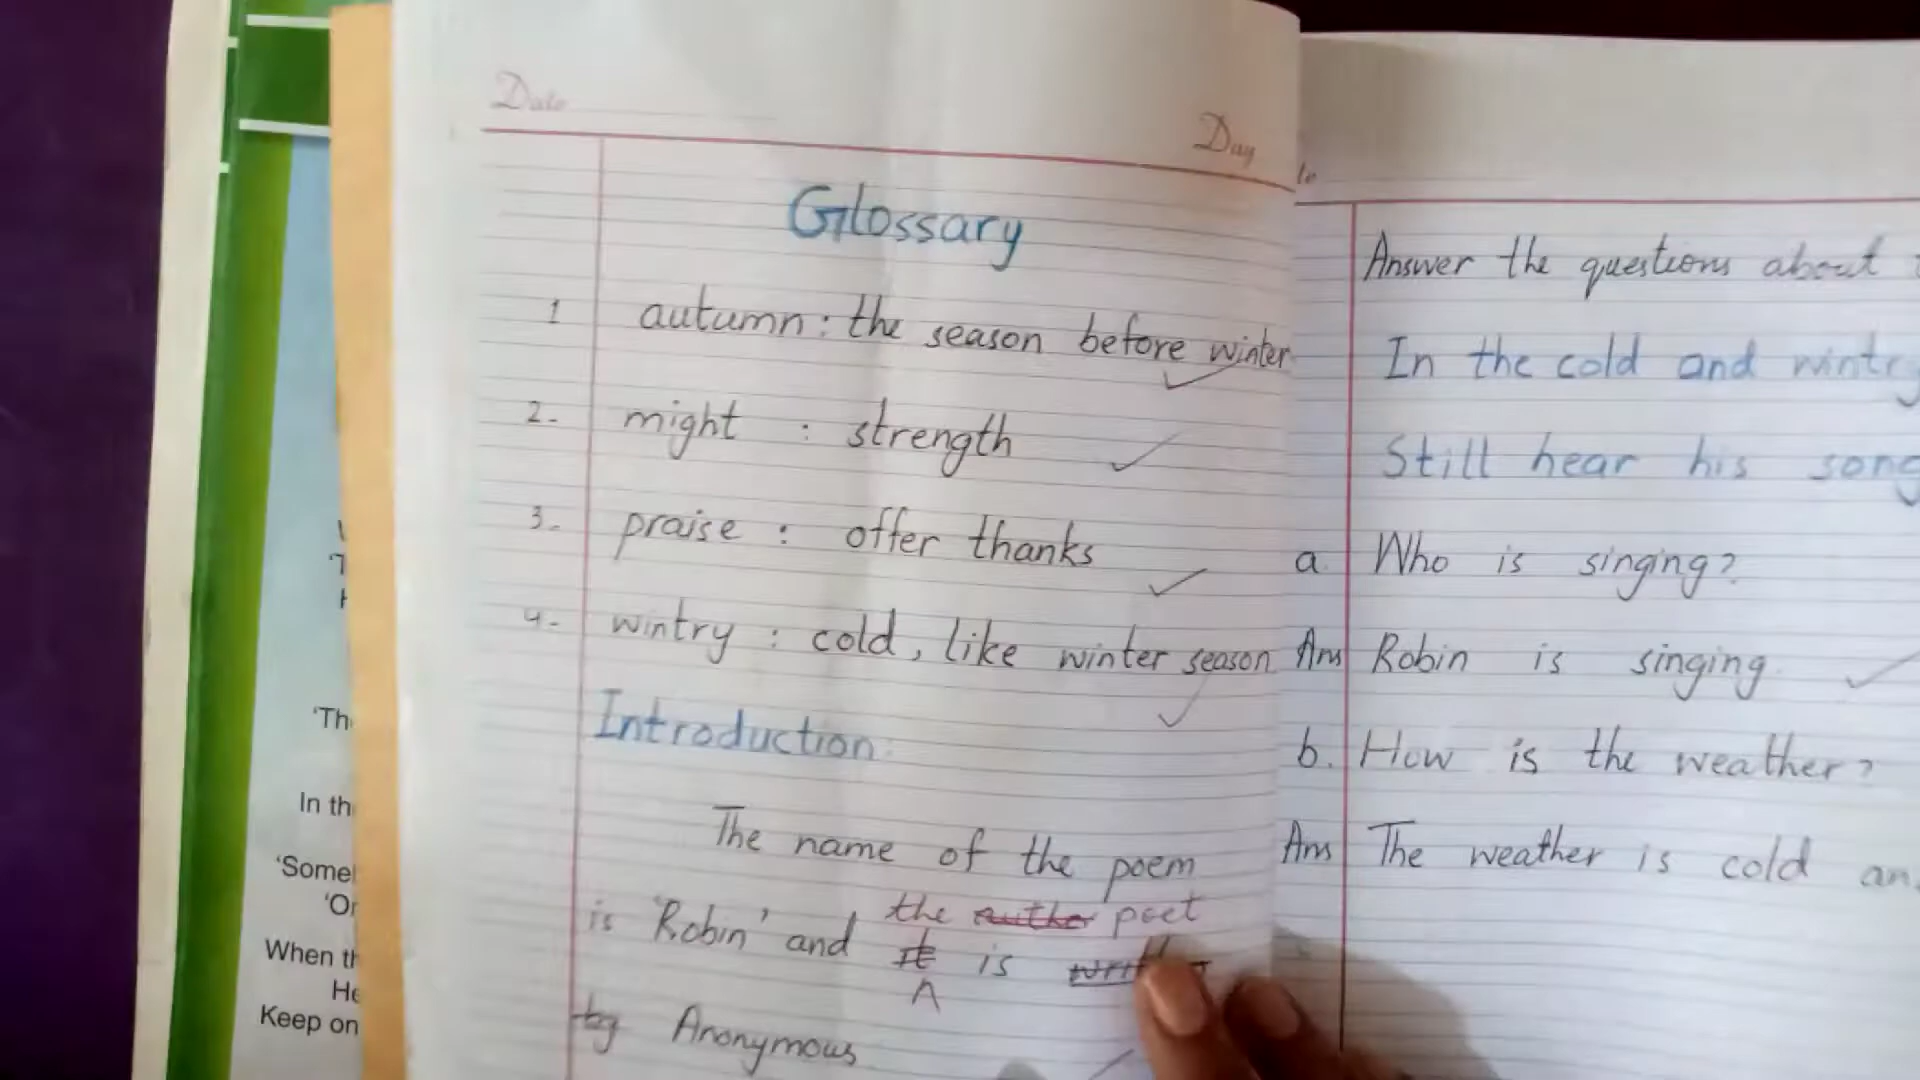 Date
Day
Glossary
1 autumn: the season before winter
2- might : strength
3- praise : offer thanks
4- wintry : cold, like winter season
Introduction:
The name of the poem
the auther poet
is 'Robin' and it is
by Anonymous
Answer the questions about
In the cold and wintry
Still hear his song
a. Who is singing?
Ans Robin is singing.
b. How is the weather?
Ans The weather is cold
'Th
In th
'Some
'Or
When th
He
Keep on